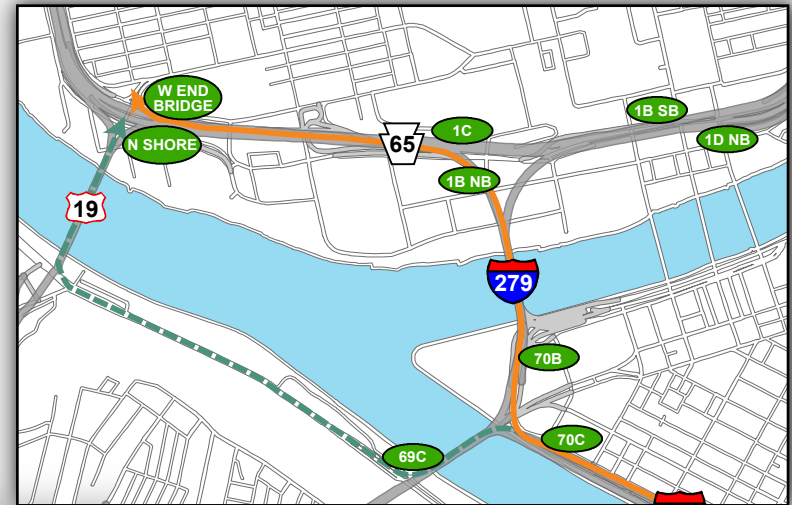 W END
BRIDGE
1B SB
65
1C
1D NB
N SHORE
1B NB
19
279
70B
70C
69C